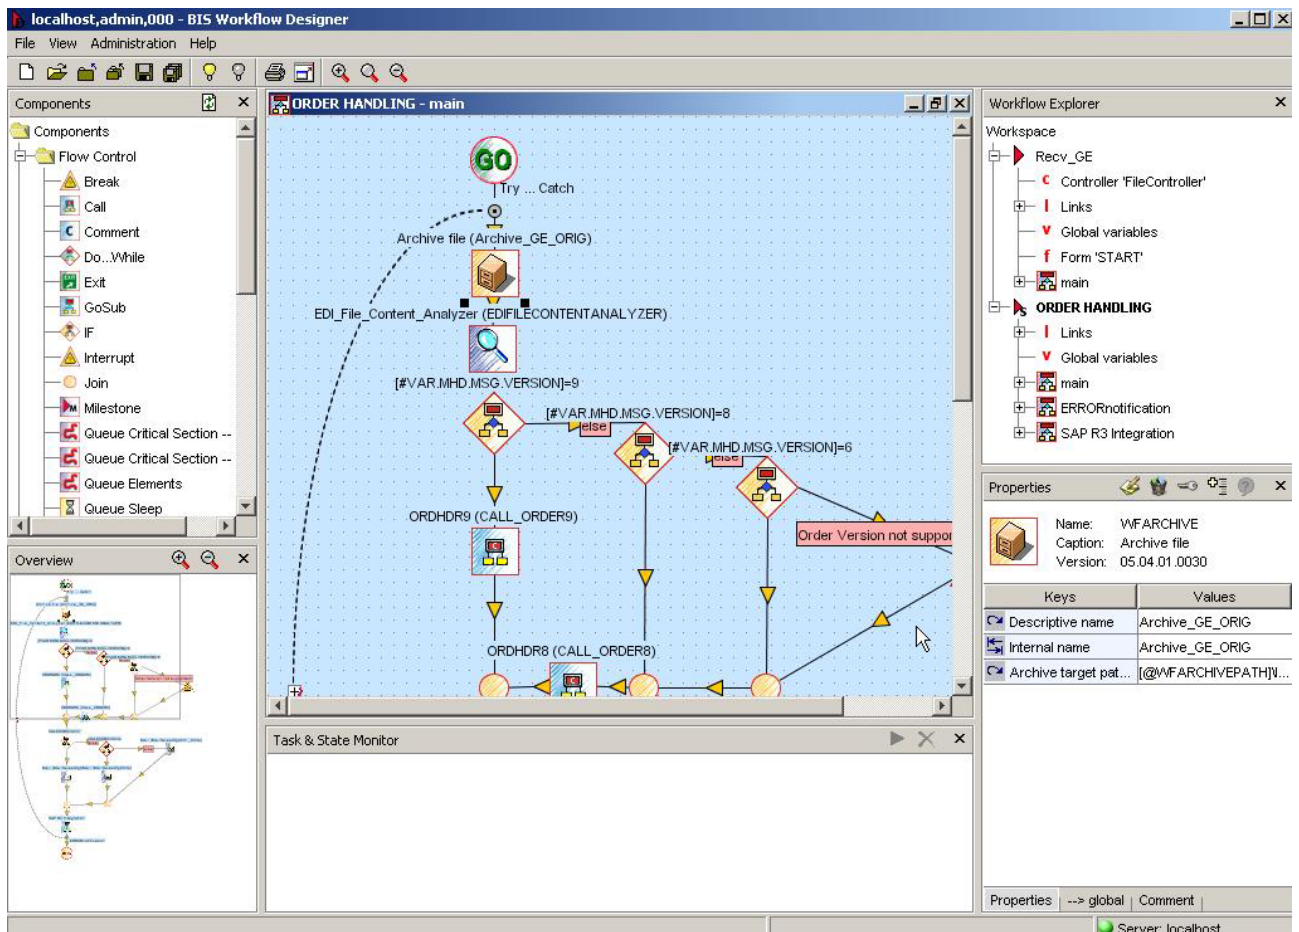 localhost,admin,000 - BIS Workflow Designer
File View Administration Help
Components
Components
Flow Control
Break
Call
Comment
Do...While
Exit
GoSub
IF
Interrupt
Join
Milestone
Queue Critical Section --
Queue Critical Section --
Queue Elements
Queue Sleep
Overview
ORDER HANDLING - main
GO
Try ... Catch
Archive file (Archive_GE_ORIG)
EDI_File_Content_Analyzer (EDIFILECONTENTANALYZER)
[#VAR.MHD.MSG.VERSION]=9
[#VAR.MHD.MSG.VERSION]=8
else
[#VAR.MHD.MSG.VERSION]=6
else
ORDHDR9 (CALL_ORDER9)
Order Version not suppor
ORDHDR8 (CALL_ORDER8)
Task & State Monitor
Workflow Explorer
Workspace
Recv_GE
Controller 'FileController'
Links
Global variables
Form 'START'
main
ORDER HANDLING
Links
Global variables
main
ERRORnotification
SAP R3 Integration
Properties
Name: WFARCHIVE
Caption: Archive file
Version: 05.04.01.0030
Keys Values
Descriptive name Archive_GE_ORIG
Internal name Archive_GE_ORIG
Archive target pat... [@WFARCHIVEPATH]\...
Properties --> global Comment
Server: localhost